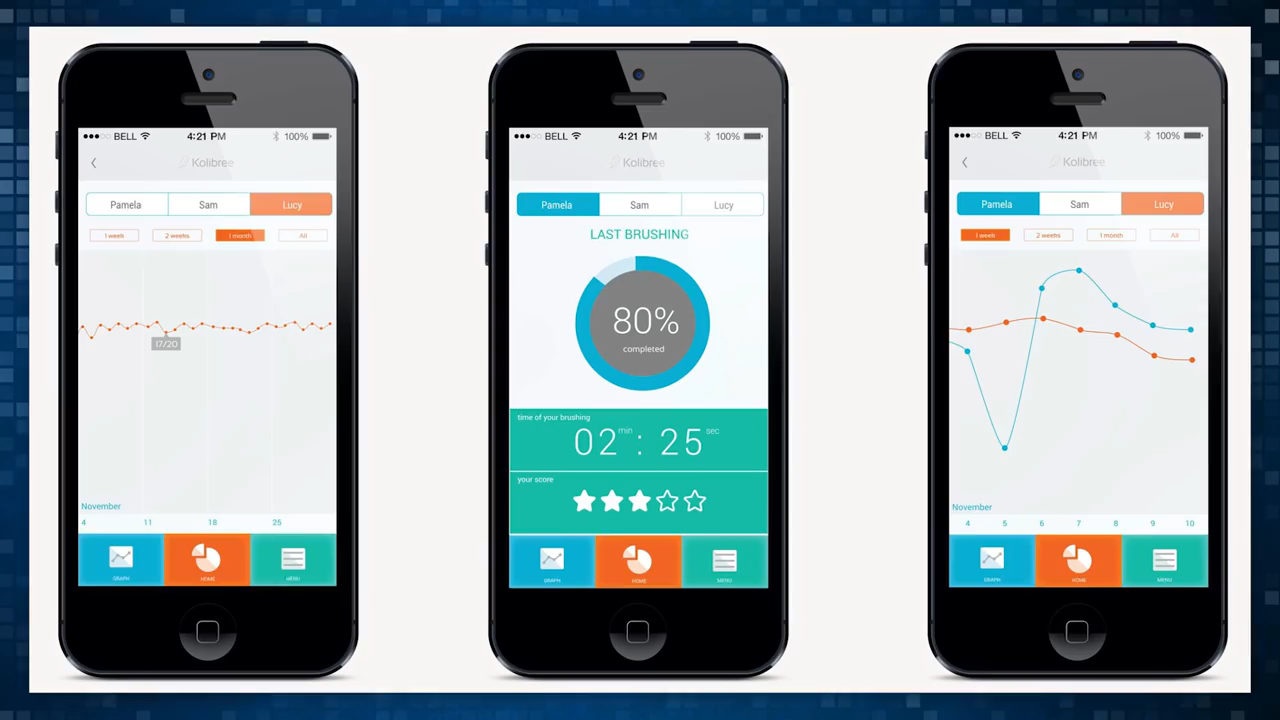 BELL 4:21 PM 100%
Kolibree
Pamela Sam Lucy
1 week 2 weeks 1 month All
17/20
November
4 11 18 25
GRAPH HOME MENU
BELL 4:21 PM 100%
Kolibree
Pamela Sam Lucy
LAST BRUSHING
80%
completed
time of your brushing
02 min : 25 sec
your score
GRAPH HOME MENU
BELL 4:21 PM 100%
Kolibree
Pamela Sam Lucy
1 week 2 weeks 1 month All
November
4 5 6 7 8 9 10
GRAPH HOME MENU